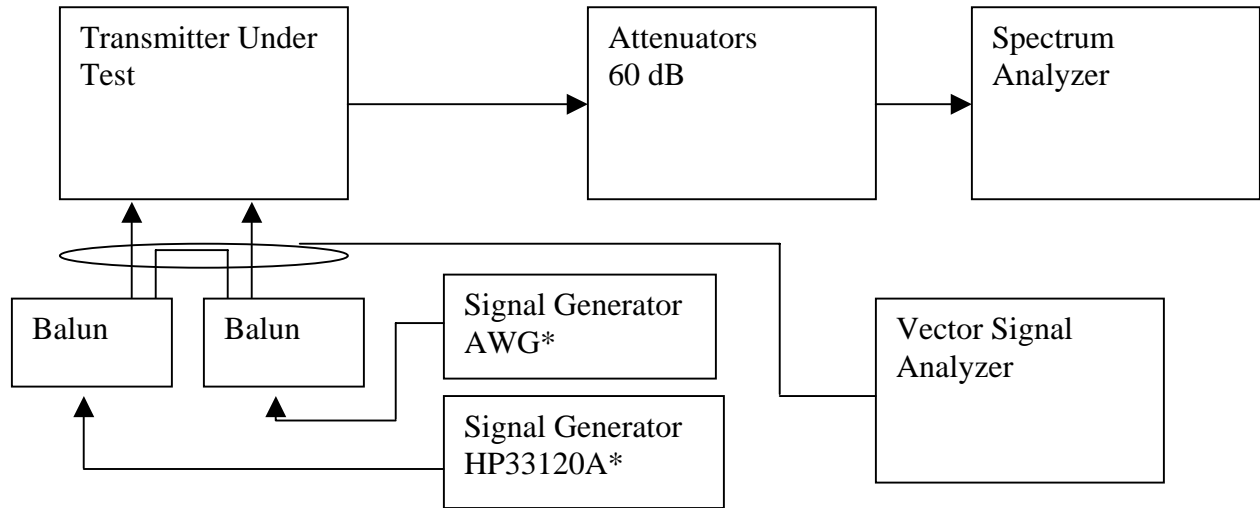 Transmitter Under
Test
Attenuators
60 dB
Spectrum
Analyzer
Balun
Balun
Signal Generator
AWG*
Signal Generator
HP33120A*
Vector Signal
Analyzer